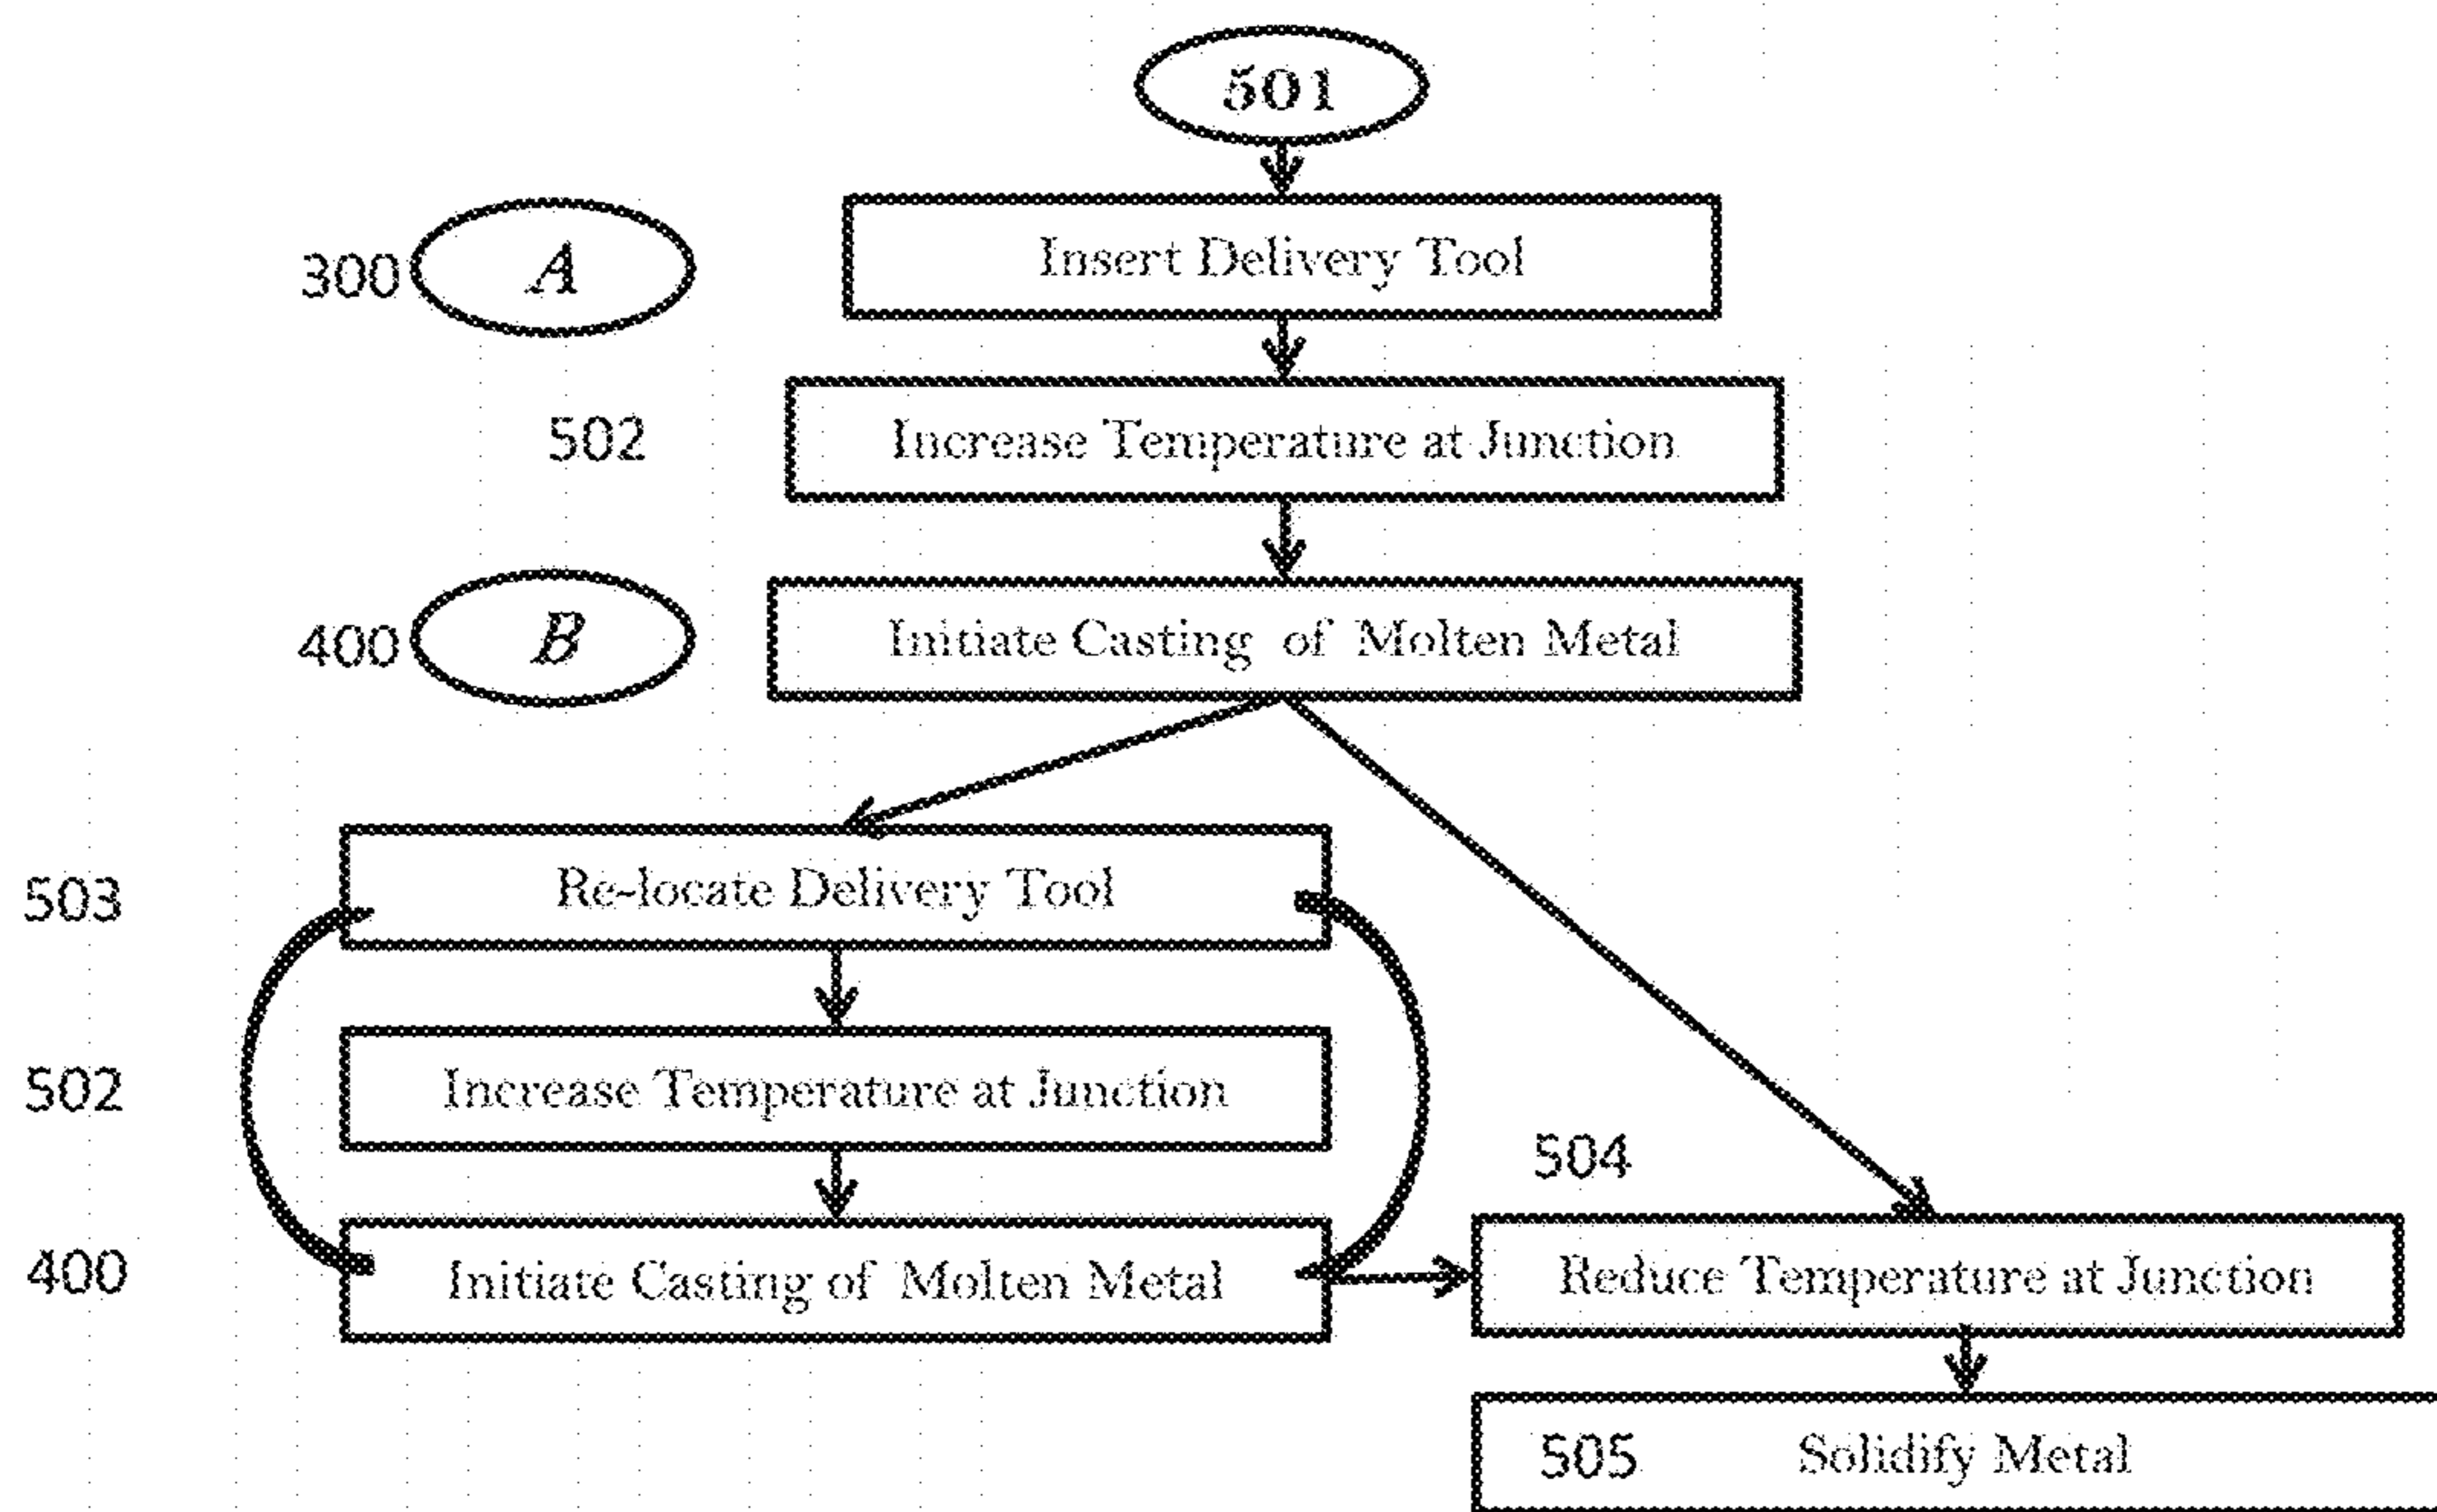 501
300 A Insert Delivery Tool
502 Increase Temperature at Junction
400 B Initiate Casting of Molten Metal
503 Re-locate Delivery Tool
502 Increase Temperature at Junction
504
400 Initiate Casting of Molten Metal
Reduce Temperature at Junction
505 Solidify Metal